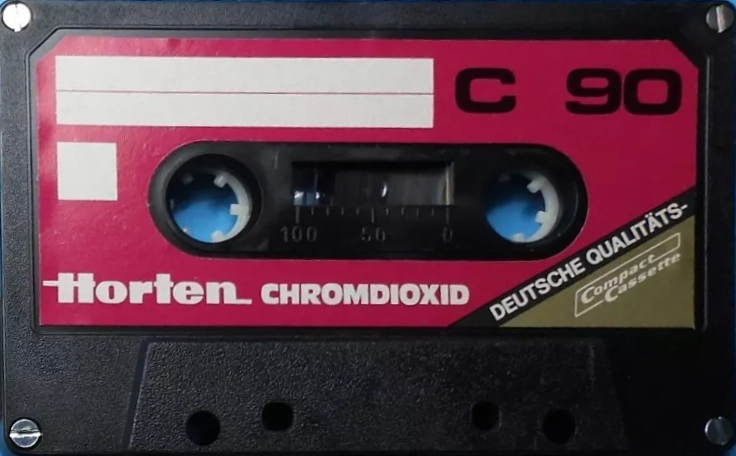 C 90
100 50 0
Horten CHROMDIOXID
DEUTSCHE QUALITÄTS-
Compact
Cassette